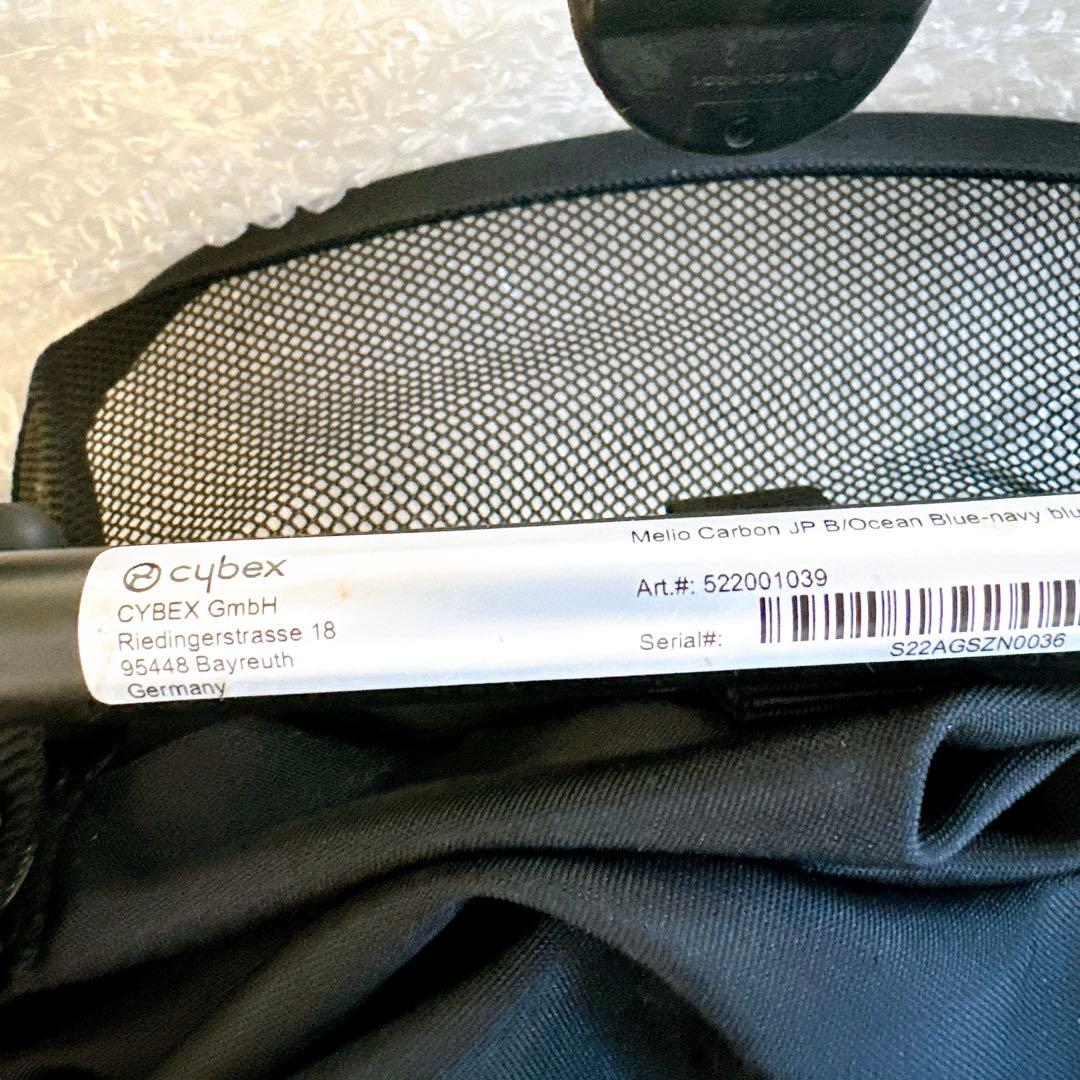 cybex
CYBEX GmbH
Riedingerstrasse 18
95448 Bayreuth
Germany
Melio Carbon JP B/Ocean Blue-navy blu
Art.#: 522001039
Serial#:
S22AGSZN0036